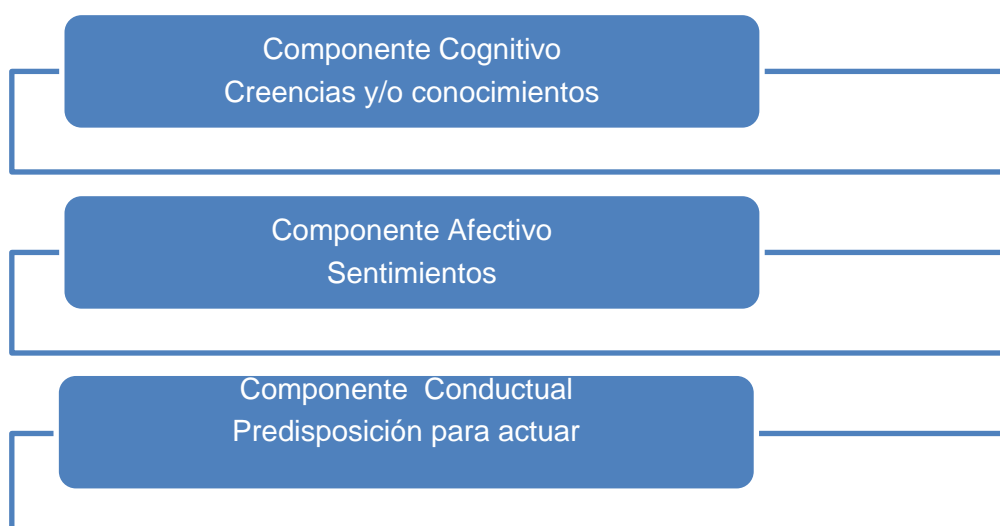 Componente Cognitivo
Creencias y/o conocimientos
Componente Afectivo
Sentimientos
Componente  Conductual
Predisposición para actuar